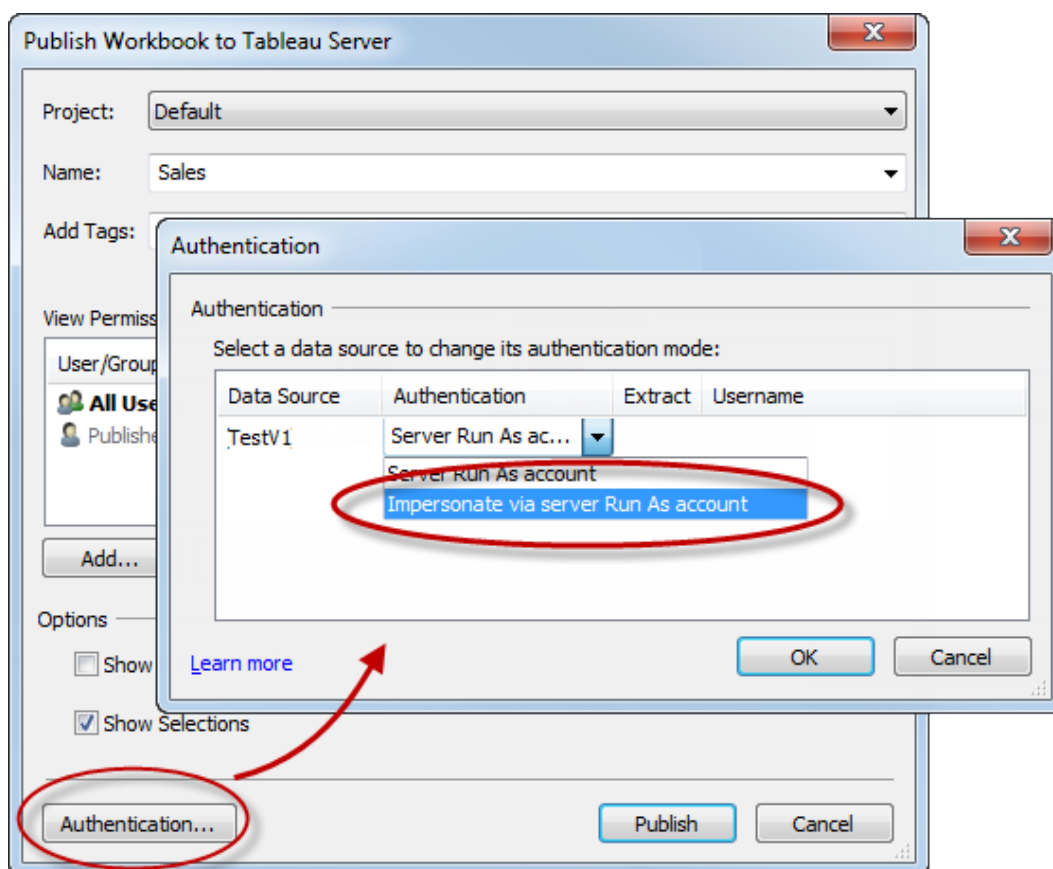 Publish Workbook to Tableau Server
Project: Default
Name: Sales
Add Tags:
View Permiss
User/Group
All Use
Publishe
Add...
Options
Show
Show Selections
Authentication...
Publish
Cancel
Authentication
Authentication
Select a data source to change its authentication mode:
Data Source Authentication Extract Username
TestV1 Server Run As ac...
Server Run As account
Impersonate via server Run As account
Learn more
OK
Cancel